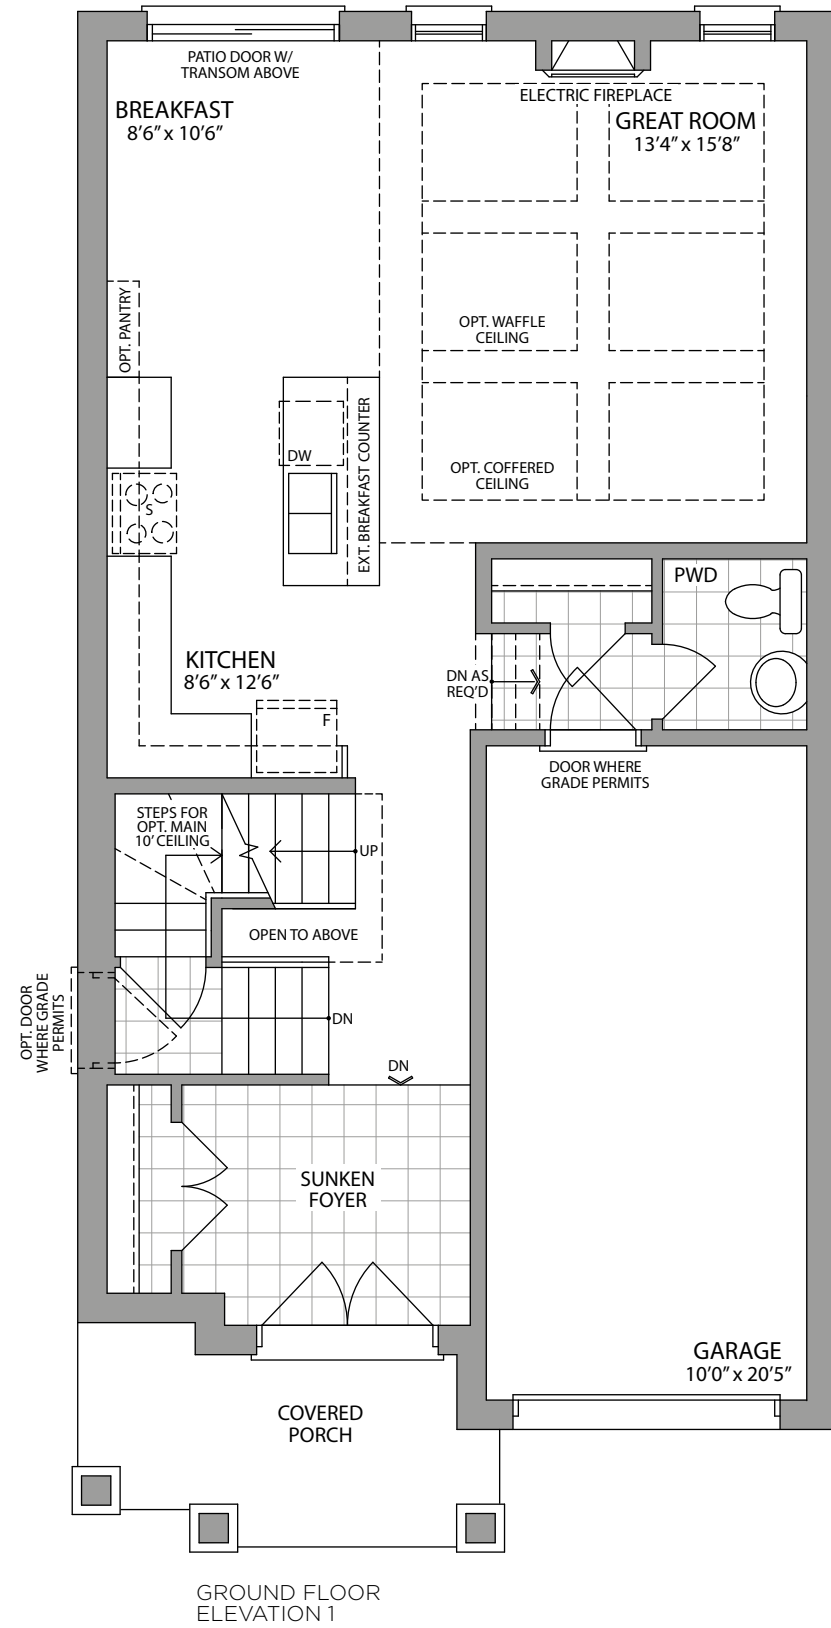 PATIO DOOR W/
TRANSOM ABOVE
BREAKFAST
8'6" x 10'6"
ELECTRIC FIREPLACE
GREAT ROOM
13'4" x 15'8"
OPT. PANTRY
OPT. WAFFLE
CEILING
DW
EXT. BREAKFAST COUNTER
OPT. COFFERED
CEILING
S
PWD
KITCHEN
8'6" x 12'6"
DN AS
REQ'D
F
DOOR WHERE
GRADE PERMITS
STEPS FOR
OPT. MAIN
10' CEILING
UP
OPEN TO ABOVE
OPT. DOOR
WHERE GRADE
PERMITS
DN
DN
SUNKEN
FOYER
GARAGE
10'0" x 20'5"
COVERED
PORCH
GROUND FLOOR
ELEVATION 1